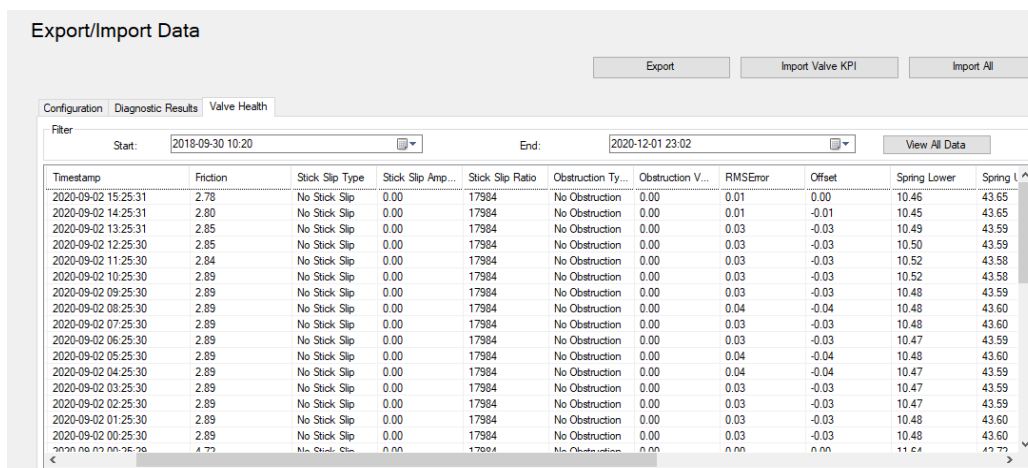 Export/Import Data
Export Import Valve KPI Import All
Configuration Diagnostic Results Valve Health
Filter
Start: 2018-09-30 10:20 End: 2020-12-01 23:02 View All Data
Timestamp Friction Stick Slip Type Stick Slip Amp... Stick Slip Ratio Obstruction Ty... Obstruction V... RMSError Offset Spring Lower Spring
2020-09-02 15:25:31 2.78 No Stick Slip 0.00 17984 No Obstruction 0.00 0.01 0.00 10.46 43.65
2020-09-02 14:25:31 2.80 No Stick Slip 0.00 17984 No Obstruction 0.00 0.01 -0.01 10.45 43.65
2020-09-02 13:25:31 2.85 No Stick Slip 0.00 17984 No Obstruction 0.00 0.03 -0.03 10.49 43.59
2020-09-02 12:25:30 2.85 No Stick Slip 0.00 17984 No Obstruction 0.00 0.03 -0.03 10.50 43.59
2020-09-02 11:25:30 2.84 No Stick Slip 0.00 17984 No Obstruction 0.00 0.03 -0.03 10.52 43.58
2020-09-02 10:25:30 2.89 No Stick Slip 0.00 17984 No Obstruction 0.00 0.03 -0.03 10.52 43.58
2020-09-02 09:25:30 2.89 No Stick Slip 0.00 17984 No Obstruction 0.00 0.03 -0.03 10.48 43.59
2020-09-02 08:25:30 2.89 No Stick Slip 0.00 17984 No Obstruction 0.00 0.04 -0.04 10.48 43.60
2020-09-02 07:25:30 2.89 No Stick Slip 0.00 17984 No Obstruction 0.00 0.03 -0.03 10.48 43.60
2020-09-02 06:25:30 2.89 No Stick Slip 0.00 17984 No Obstruction 0.00 0.03 -0.03 10.47 43.59
2020-09-02 05:25:30 2.89 No Stick Slip 0.00 17984 No Obstruction 0.00 0.04 -0.04 10.48 43.60
2020-09-02 04:25:30 2.89 No Stick Slip 0.00 17984 No Obstruction 0.00 0.04 -0.04 10.47 43.59
2020-09-02 03:25:30 2.89 No Stick Slip 0.00 17984 No Obstruction 0.00 0.03 -0.03 10.47 43.59
2020-09-02 02:25:30 2.89 No Stick Slip 0.00 17984 No Obstruction 0.00 0.03 -0.03 10.47 43.59
2020-09-02 01:25:30 2.89 No Stick Slip 0.00 17984 No Obstruction 0.00 0.03 -0.03 10.48 43.60
2020-09-02 00:25:30 2.89 No Stick Slip 0.00 17984 No Obstruction 0.00 0.03 -0.03 10.48 43.60